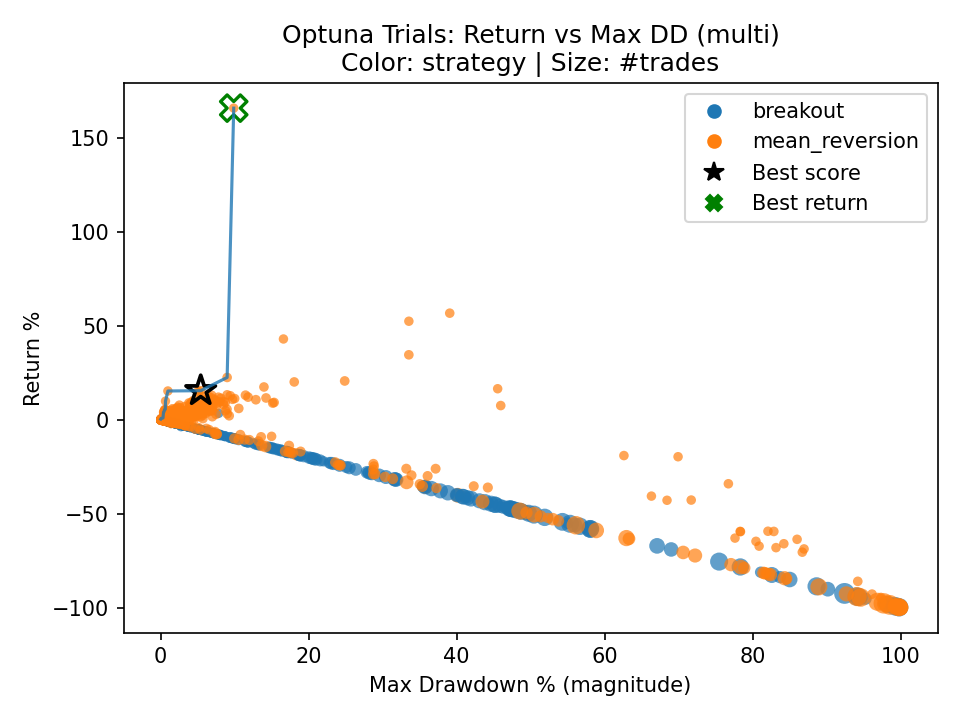 Optuna Trials: Return vs Max DD (multi)
Color: strategy | Size: #trades
breakout
mean_reversion
Best score
Best return
Return %
150
100
50
0
−50
−100
0
20
40
60
80
100
Max Drawdown % (magnitude)